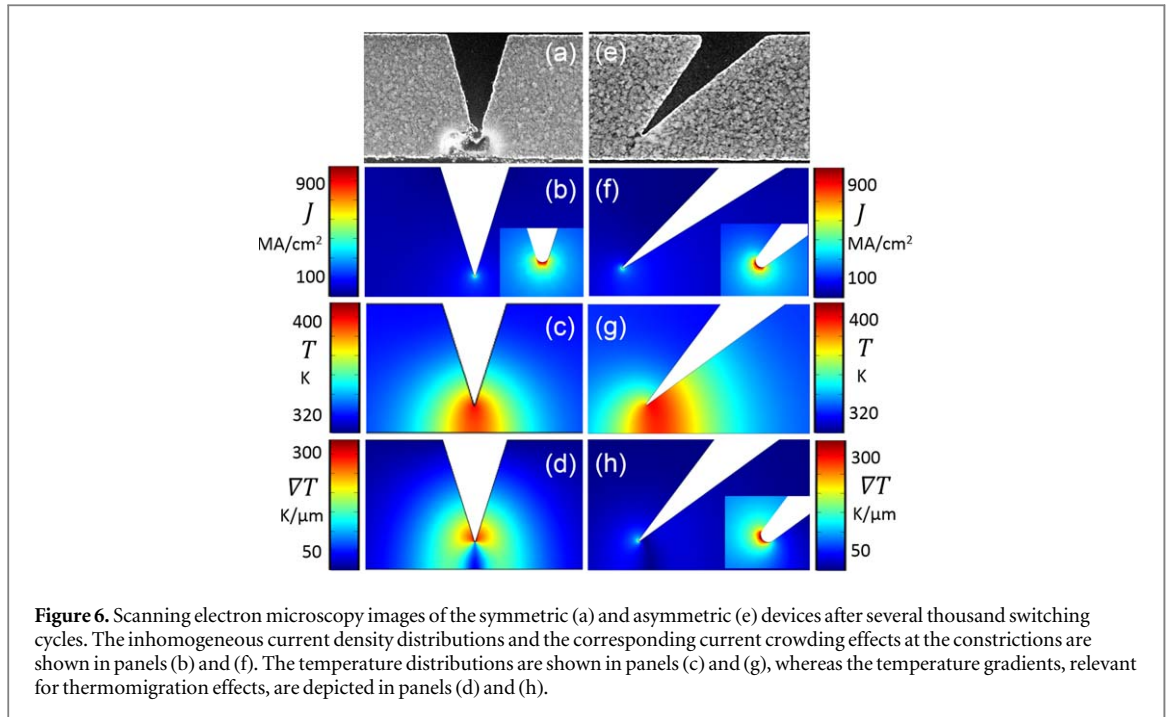 (a)
(e)
900
J
MA/cm²
100
(b)
(f)
900
J
MA/cm²
100
400
T
K
320
(c)
(g)
400
T
K
320
300
∇T
K/μm
50
(d)
(h)
300
∇T
K/μm
50
Figure 6. Scanning electron microscopy images of the symmetric (a) and asymmetric (e) devices after several thousand switching
cycles. The inhomogeneous current density distributions and the corresponding current crowding effects at the constrictions are
shown in panels (b) and (f). The temperature distributions are shown in panels (c) and (g), whereas the temperature gradients, relevant
for thermomigration effects, are depicted in panels (d) and (h).